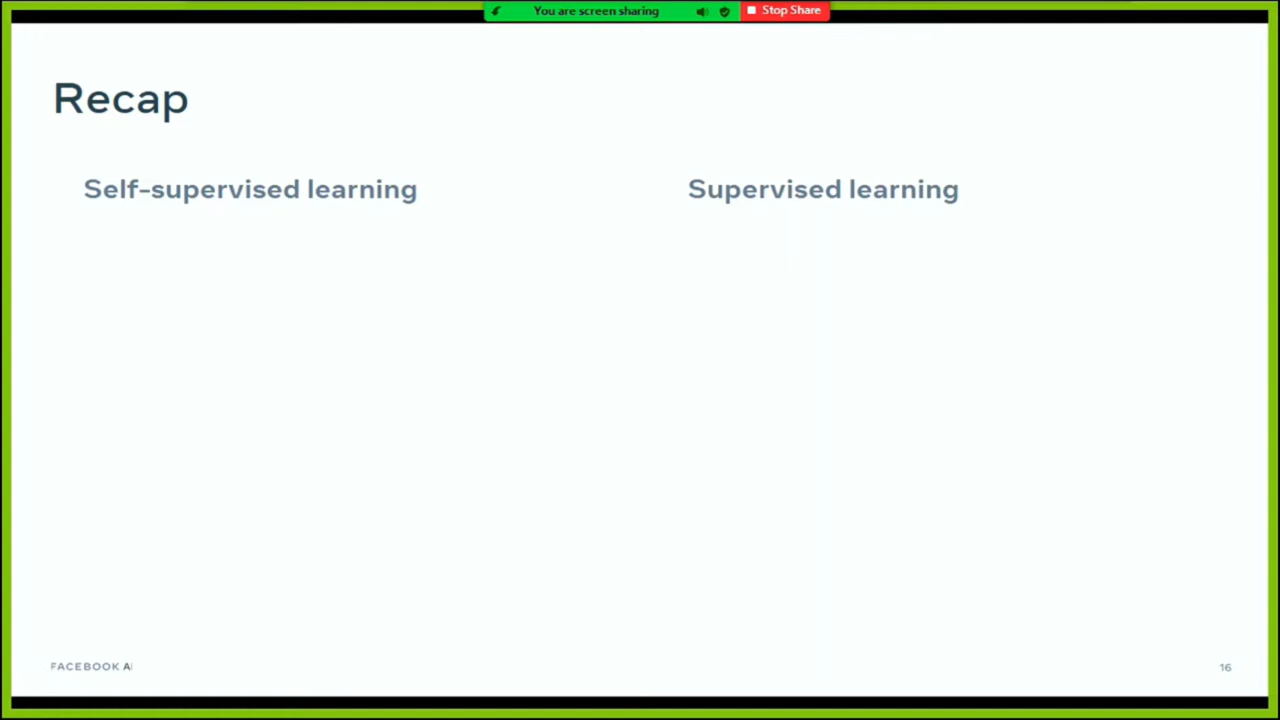 You are screen sharing
Stop Share
Recap
Self-supervised learning
Supervised learning
FACEBOOK AI
16